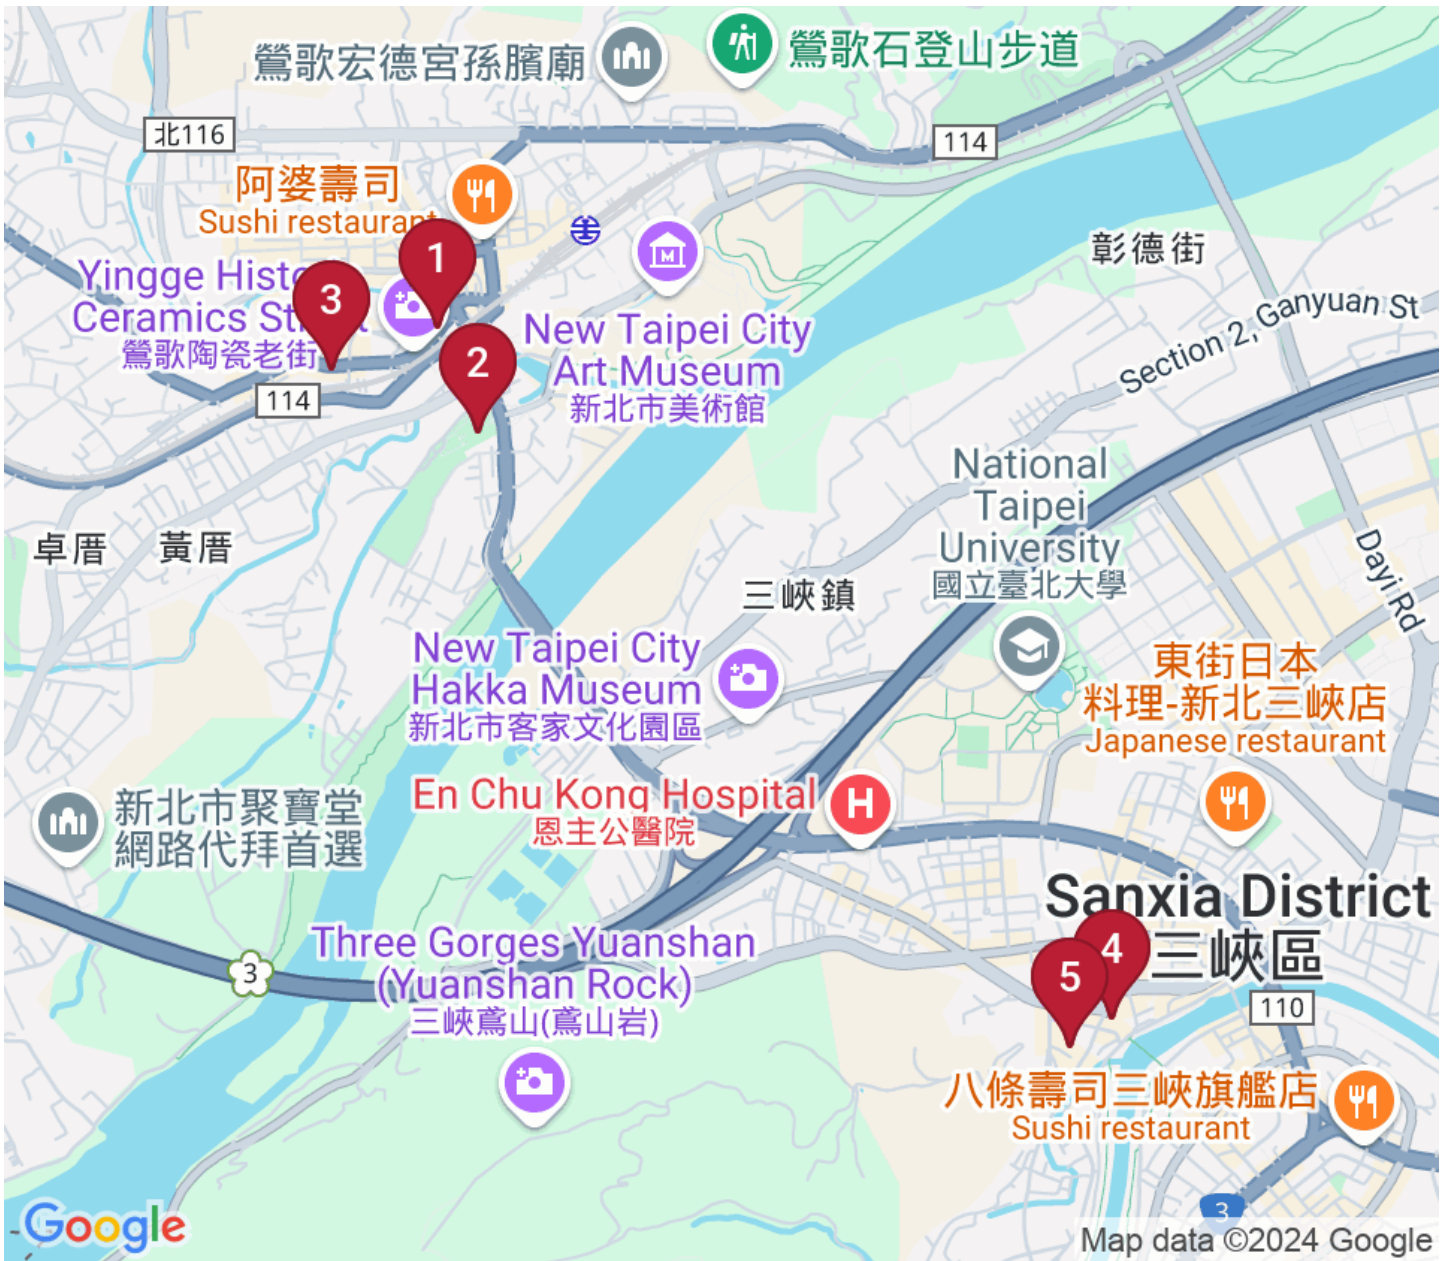 鶯歌宏德宮孫臏廟
鶯歌石登山步道
北116
114
阿婆壽司
Sushi restaurant
彰德街
1
Yingge Histo
Ceramics St
鶯歌陶瓷老街
3
2
New Taipei City
Art Museum
新北市美術館
Section 2, Ganyuan St
114
National
Taipei
University
國立臺北大學
卓厝
黃厝
Dayi Rd
三峽鎮
New Taipei City
Hakka Museum
新北市客家文化園區
東街日本
料理-新北三峽店
Japanese restaurant
En Chu Kong Hospital
恩主公醫院
H
新北市聚寶堂
網路代拜首選
Sanxia District
三峽區
Three Gorges Yuanshan
(Yuanshan Rock)
三峽鳶山(鳶山岩)
3
4
5
110
八條壽司三峽旗艦店
Sushi restaurant
3
Google
Map data ©2024 Google